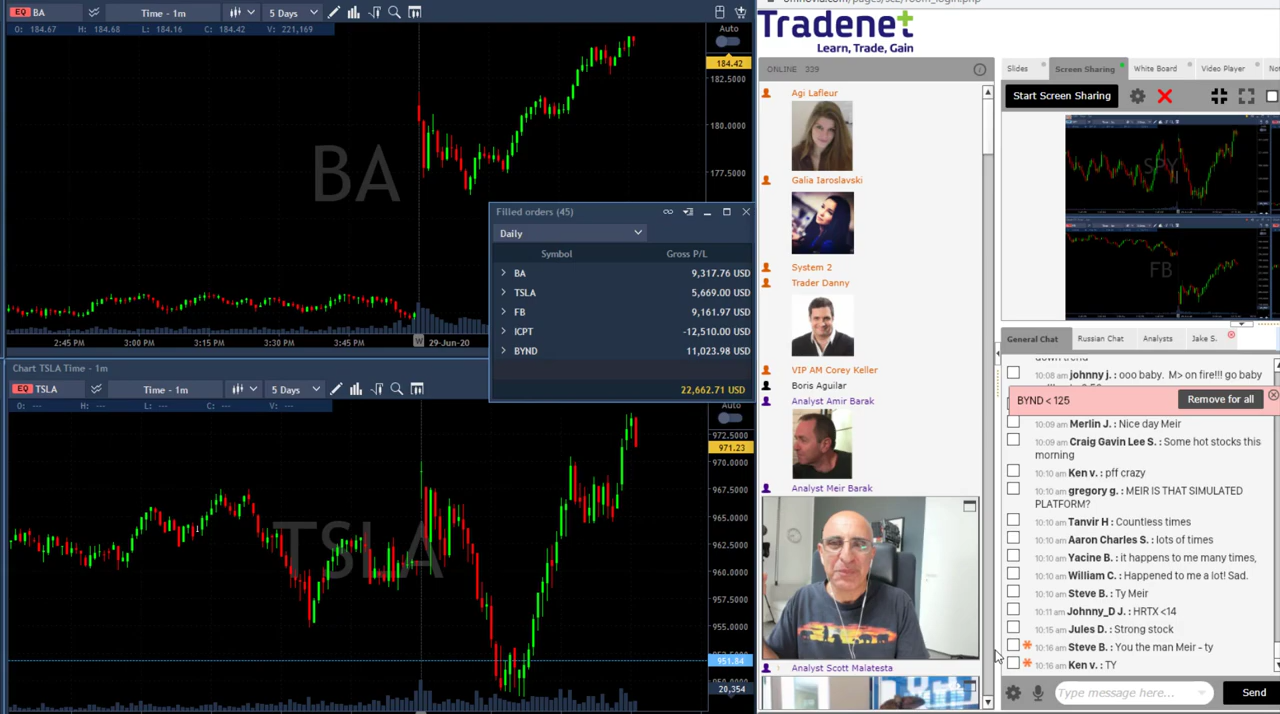 EQ BA Time - 1m 5 Days
O: 184.67 H: 184.68 L: 184.16 C: 184.42 V: 221,169
Auto
184.42
182.5000
180.0000
177.5000
BA
2:45 PM 3:00 PM 3:15 PM 3:30 PM 3:45 PM W 29-Jun-20
Filled orders (45)
Daily
Symbol Gross P/L
BA 9,317.76 USD
TSLA 5,669.00 USD
FB 9,161.97 USD
ICPT -12,510.00 USD
BYND 11,023.98 USD
22,662.71 USD
Chart TSLA Time - 1m
EQ TSLA Time - 1m 5 Days
O: --- H: --- L: --- C: --- V: ---
Auto
972.5000
971.23
970.0000
967.5000
965.0000
962.5000
960.0000
957.5000
955.0000
951.84
20,354
TSLA
Tradenet
Learn, Trade, Gain
ONLINE 339
Agi Lafleur
Galia Iaroslavski
System 2
Trader Danny
VIP AM Corey Keller
Boris Aguilar
Analyst Amir Barak
Analyst Meir Barak
Analyst Scott Malatesta
Slides Screen Sharing White Board Video Player
Start Screen Sharing
SPY
FB
General Chat Russian Chat Analysts Jake S.
down trend
10:08 am johnny j. : oooo baby. M> on fire!!! go baby
BYND < 125 Remove for all
10:09 am Merlin J. : Nice day Meir
10:09 am Craig Gavin Lee S. : Some hot stocks this
morning
10:10 am Ken v. : pff crazy
10:10 am gregory g. : MEIR IS THAT SIMULATED
PLATFORM?
10:10 am Tanvir H : Countless times
10:10 am Aaron Charles S. : lots of times
10:10 am Yacine B. : it happens to me many times,
10:10 am William C. : Happened to me a lot! Sad.
10:10 am Steve B. : Ty Meir
10:11 am Johnny_D J. : HRTX <14
10:15 am Jules D. : Strong stock
10:16 am Steve B. : You the man Meir - ty
10:16 am Ken v. : TY
Type message here... Send